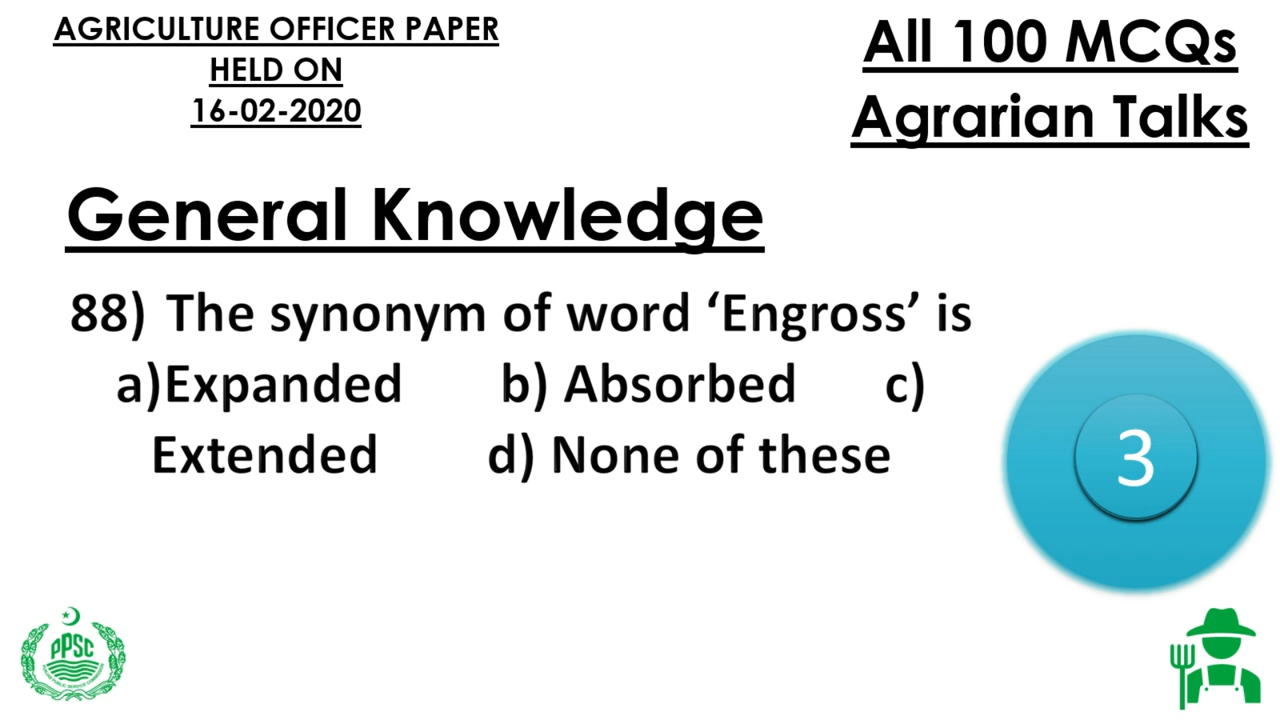 AGRICULTURE OFFICER PAPER
HELD ON
16-02-2020
All 100 MCQs
Agrarian Talks
General Knowledge
88) The synonym of word ‘Engross’ is
a)Expanded b) Absorbed c)
Extended d) None of these
3
PPSC